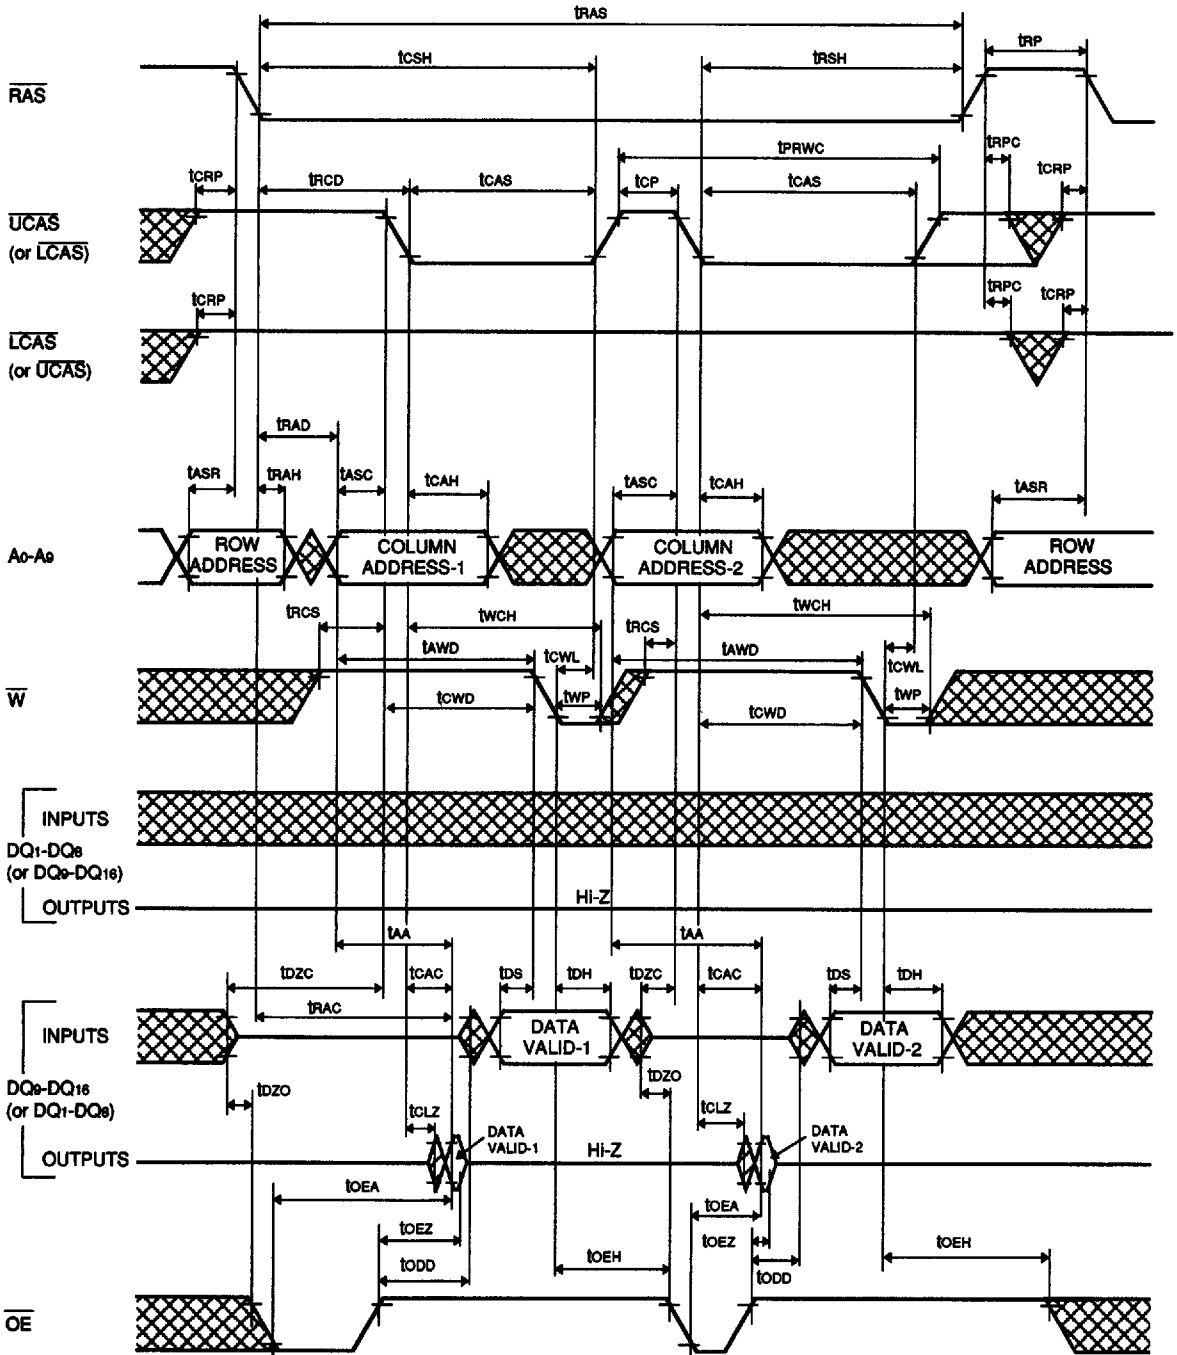 tRAS
tRP
tCSH
tRSH
RAS
tPRWC
tRPC
tCRP
tRCD
tCAS
tCP
tCAS
tCRP
UCAS
(or LCAS)
tCRP
tRPC
tCRP
LCAS
(or UCAS)
tRAD
tASR
tRAH
tASC
tCAH
tASC
tCAH
tASR
A0-A9
ROW ADDRESS
COLUMN ADDRESS-1
COLUMN ADDRESS-2
ROW ADDRESS
tRCS
tWCH
tRCS
tWCH
tAWD
tCWL
tAWD
tCWL
W
tCWD
tWP
tCWD
tWP
INPUTS
DQ1-DQ8
(or DQ9-DQ16)
OUTPUTS
Hi-Z
tAA
tAA
tDZC
tCAC
tDS
tDH
tDZC
tCAC
tDS
tDH
tRAC
INPUTS
DATA VALID-1
DATA VALID-2
DQ9-DQ16
(or DQ1-DQ8)
tDZO
tDZO
tCLZ
tCLZ
DATA VALID-1
DATA VALID-2
OUTPUTS
Hi-Z
tOEA
tOEA
tOEZ
tOEH
tOEZ
tOEH
tODD
tODD
OE